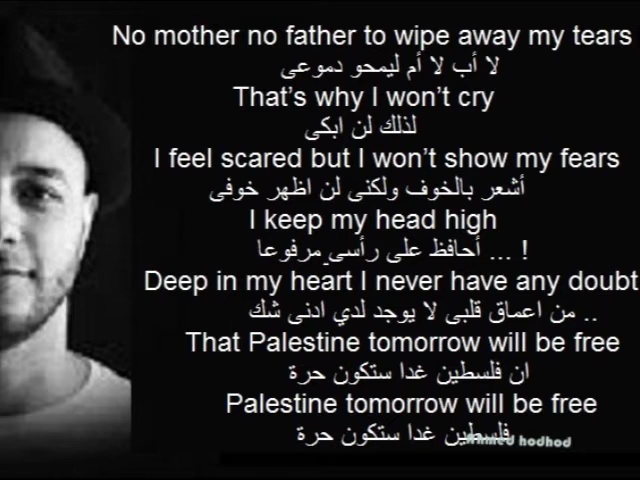 No mother no father to wipe away my tears
لا أب لا أم ليمحو دموعى
That's why I won't cry
لذلك لن ابكى
I feel scared but I won't show my fears
أشعر بالخوف ولكنى لن اظهر خوفى
I keep my head high
أحافظ على رأسى مرفوعا ... !
Deep in my heart I never have any doubt
من اعماق قلبى لا يوجد لدي ادنى شك ..
That Palestine tomorrow will be free
ان فلسطين غدا ستكون حرة
Palestine tomorrow will be free
فلسطين غدا ستكون حرة
hodhod